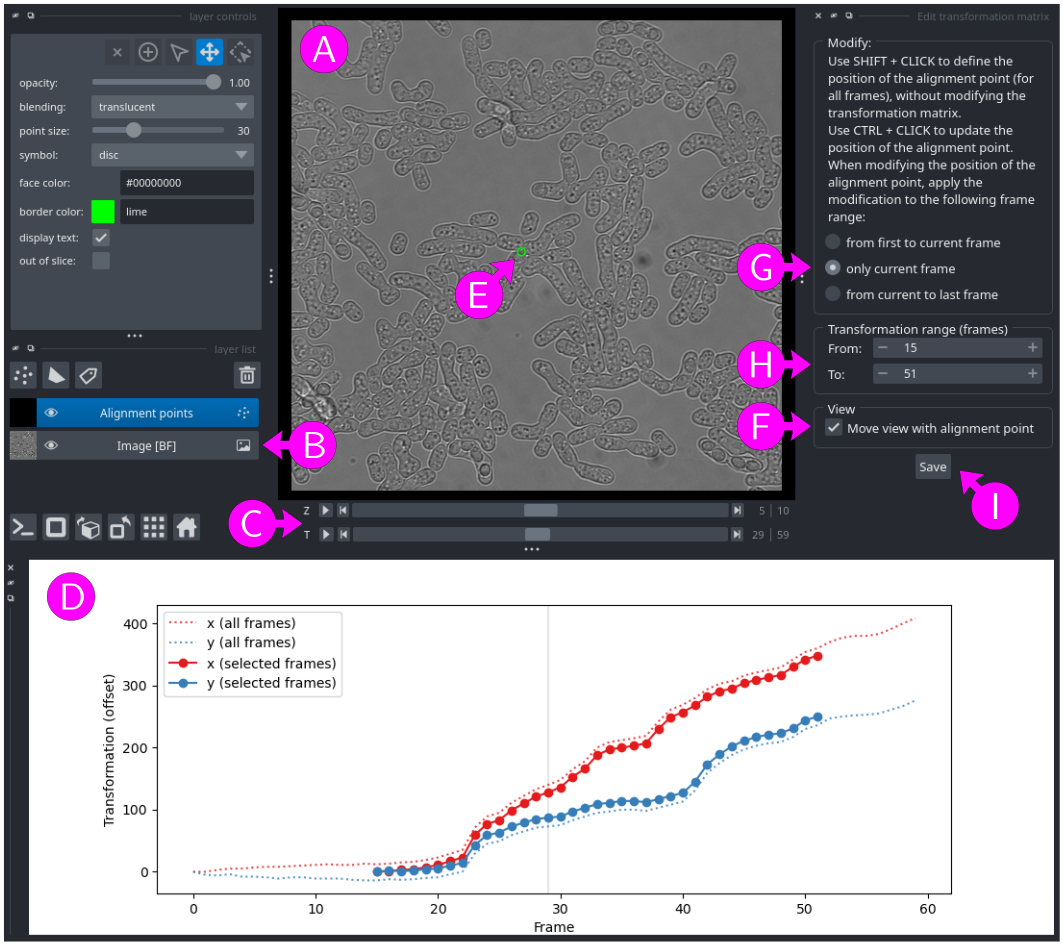 layer controls
opacity:
1.00
blending:
translucent
point size:
30
symbol:
disc
face color:
#00000000
border color:
lime
display text:
out of slice:
layer list
Alignment points
Image [BF]
A
B
C
Z
5 | 10
T
29 | 59
E
Edit transformation matrix
Modify:
Use SHIFT + CLICK to define the
position of the alignment point (for
all frames), without modifying the
transformation matrix.
Use CTRL + CLICK to update the
position of the alignment point.
When modifying the position of the
alignment point, apply the
modification to the following frame
range:
from first to current frame
G
only current frame
from current to last frame
Transformation range (frames)
From:
15
H
To:
51
View
F
Move view with alignment point
Save
I
D
x (all frames)
y (all frames)
x (selected frames)
y (selected frames)
Transformation (offset)
400
300
200
100
0
0 10 20 30 40 50 60
Frame